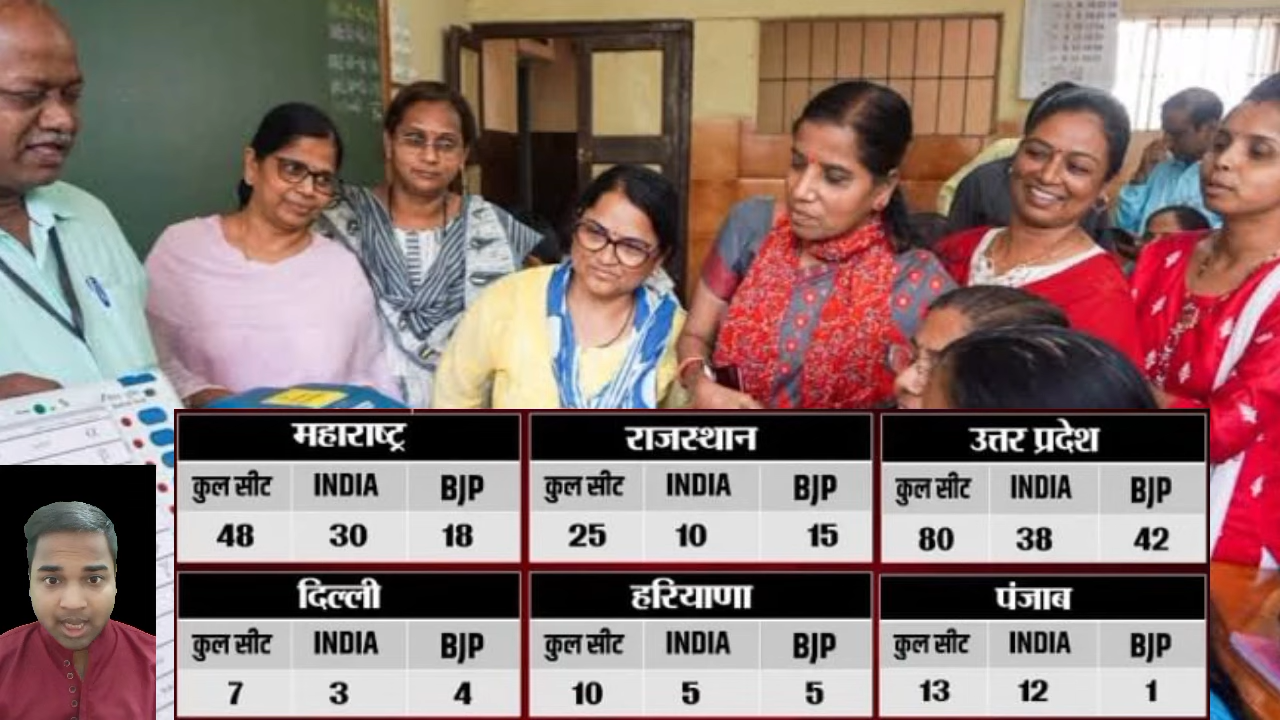 महाराष्ट्र
कुल सीट INDIA BJP
48 30 18
राजस्थान
कुल सीट INDIA BJP
25 10 15
उत्तर प्रदेश
कुल सीट INDIA BJP
80 38 42
दिल्ली
कुल सीट INDIA BJP
7 3 4
हरियाणा
कुल सीट INDIA BJP
10 5 5
पंजाब
कुल सीट INDIA BJP
13 12 1